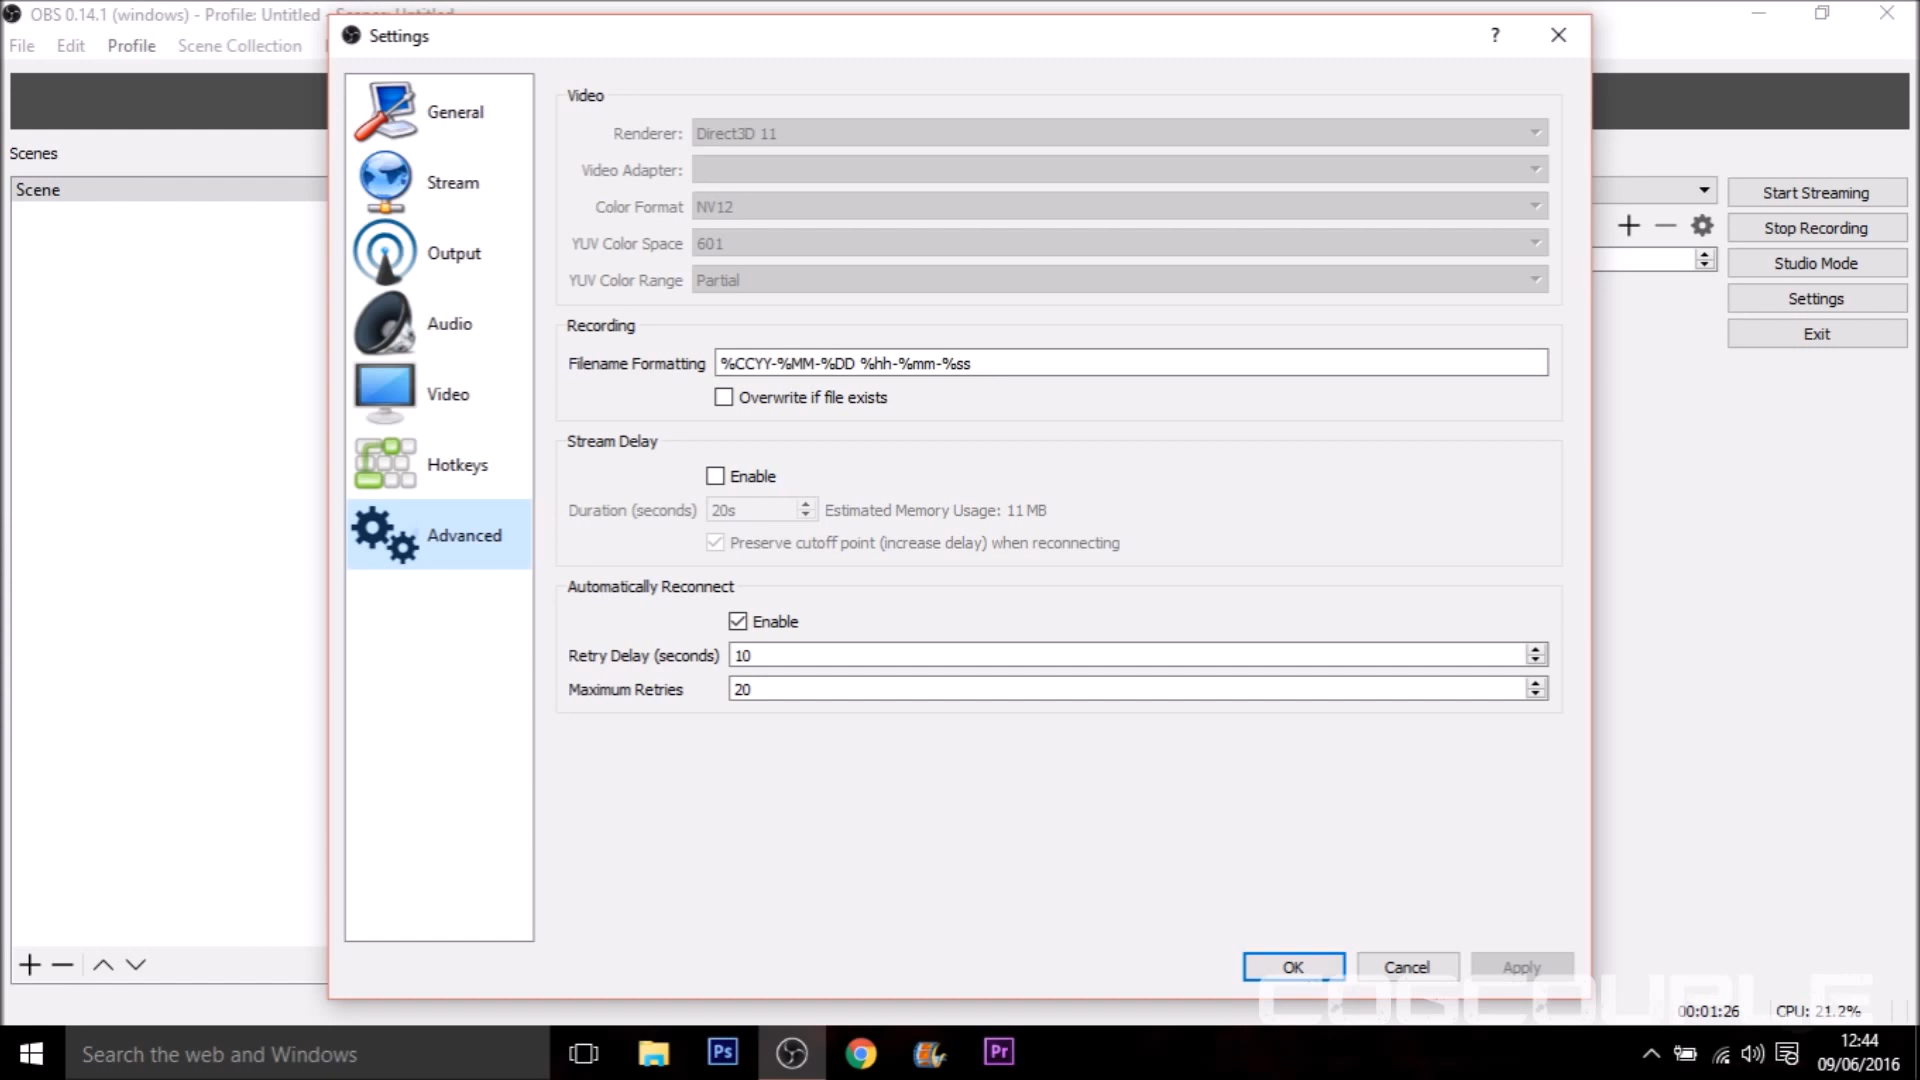 OBS 0.14.1 (windows) - Profile: Untitled - Scenes: Untitled
File Edit Profile Scene Collection
Settings
?
General
Stream
Output
Audio
Video
Hotkeys
Advanced
Scenes
Scene
Video
Renderer: Direct3D 11
Video Adapter:
Color Format NV12
YUV Color Space 601
YUV Color Range Partial
Recording
Filename Formatting %CCYY-%MM-%DD %hh-%mm-%ss
Overwrite if file exists
Stream Delay
Enable
Duration (seconds) 20s Estimated Memory Usage: 11 MB
Preserve cutoff point (increase delay) when reconnecting
Automatically Reconnect
Enable
Retry Delay (seconds) 10
Maximum Retries 20
OK Cancel Apply
Start Streaming
Stop Recording
Studio Mode
Settings
Exit
COGCOUPLE
00:01:26 CPU: 21.2%
Search the web and Windows
Ps
Pr
12:44
09/06/2016